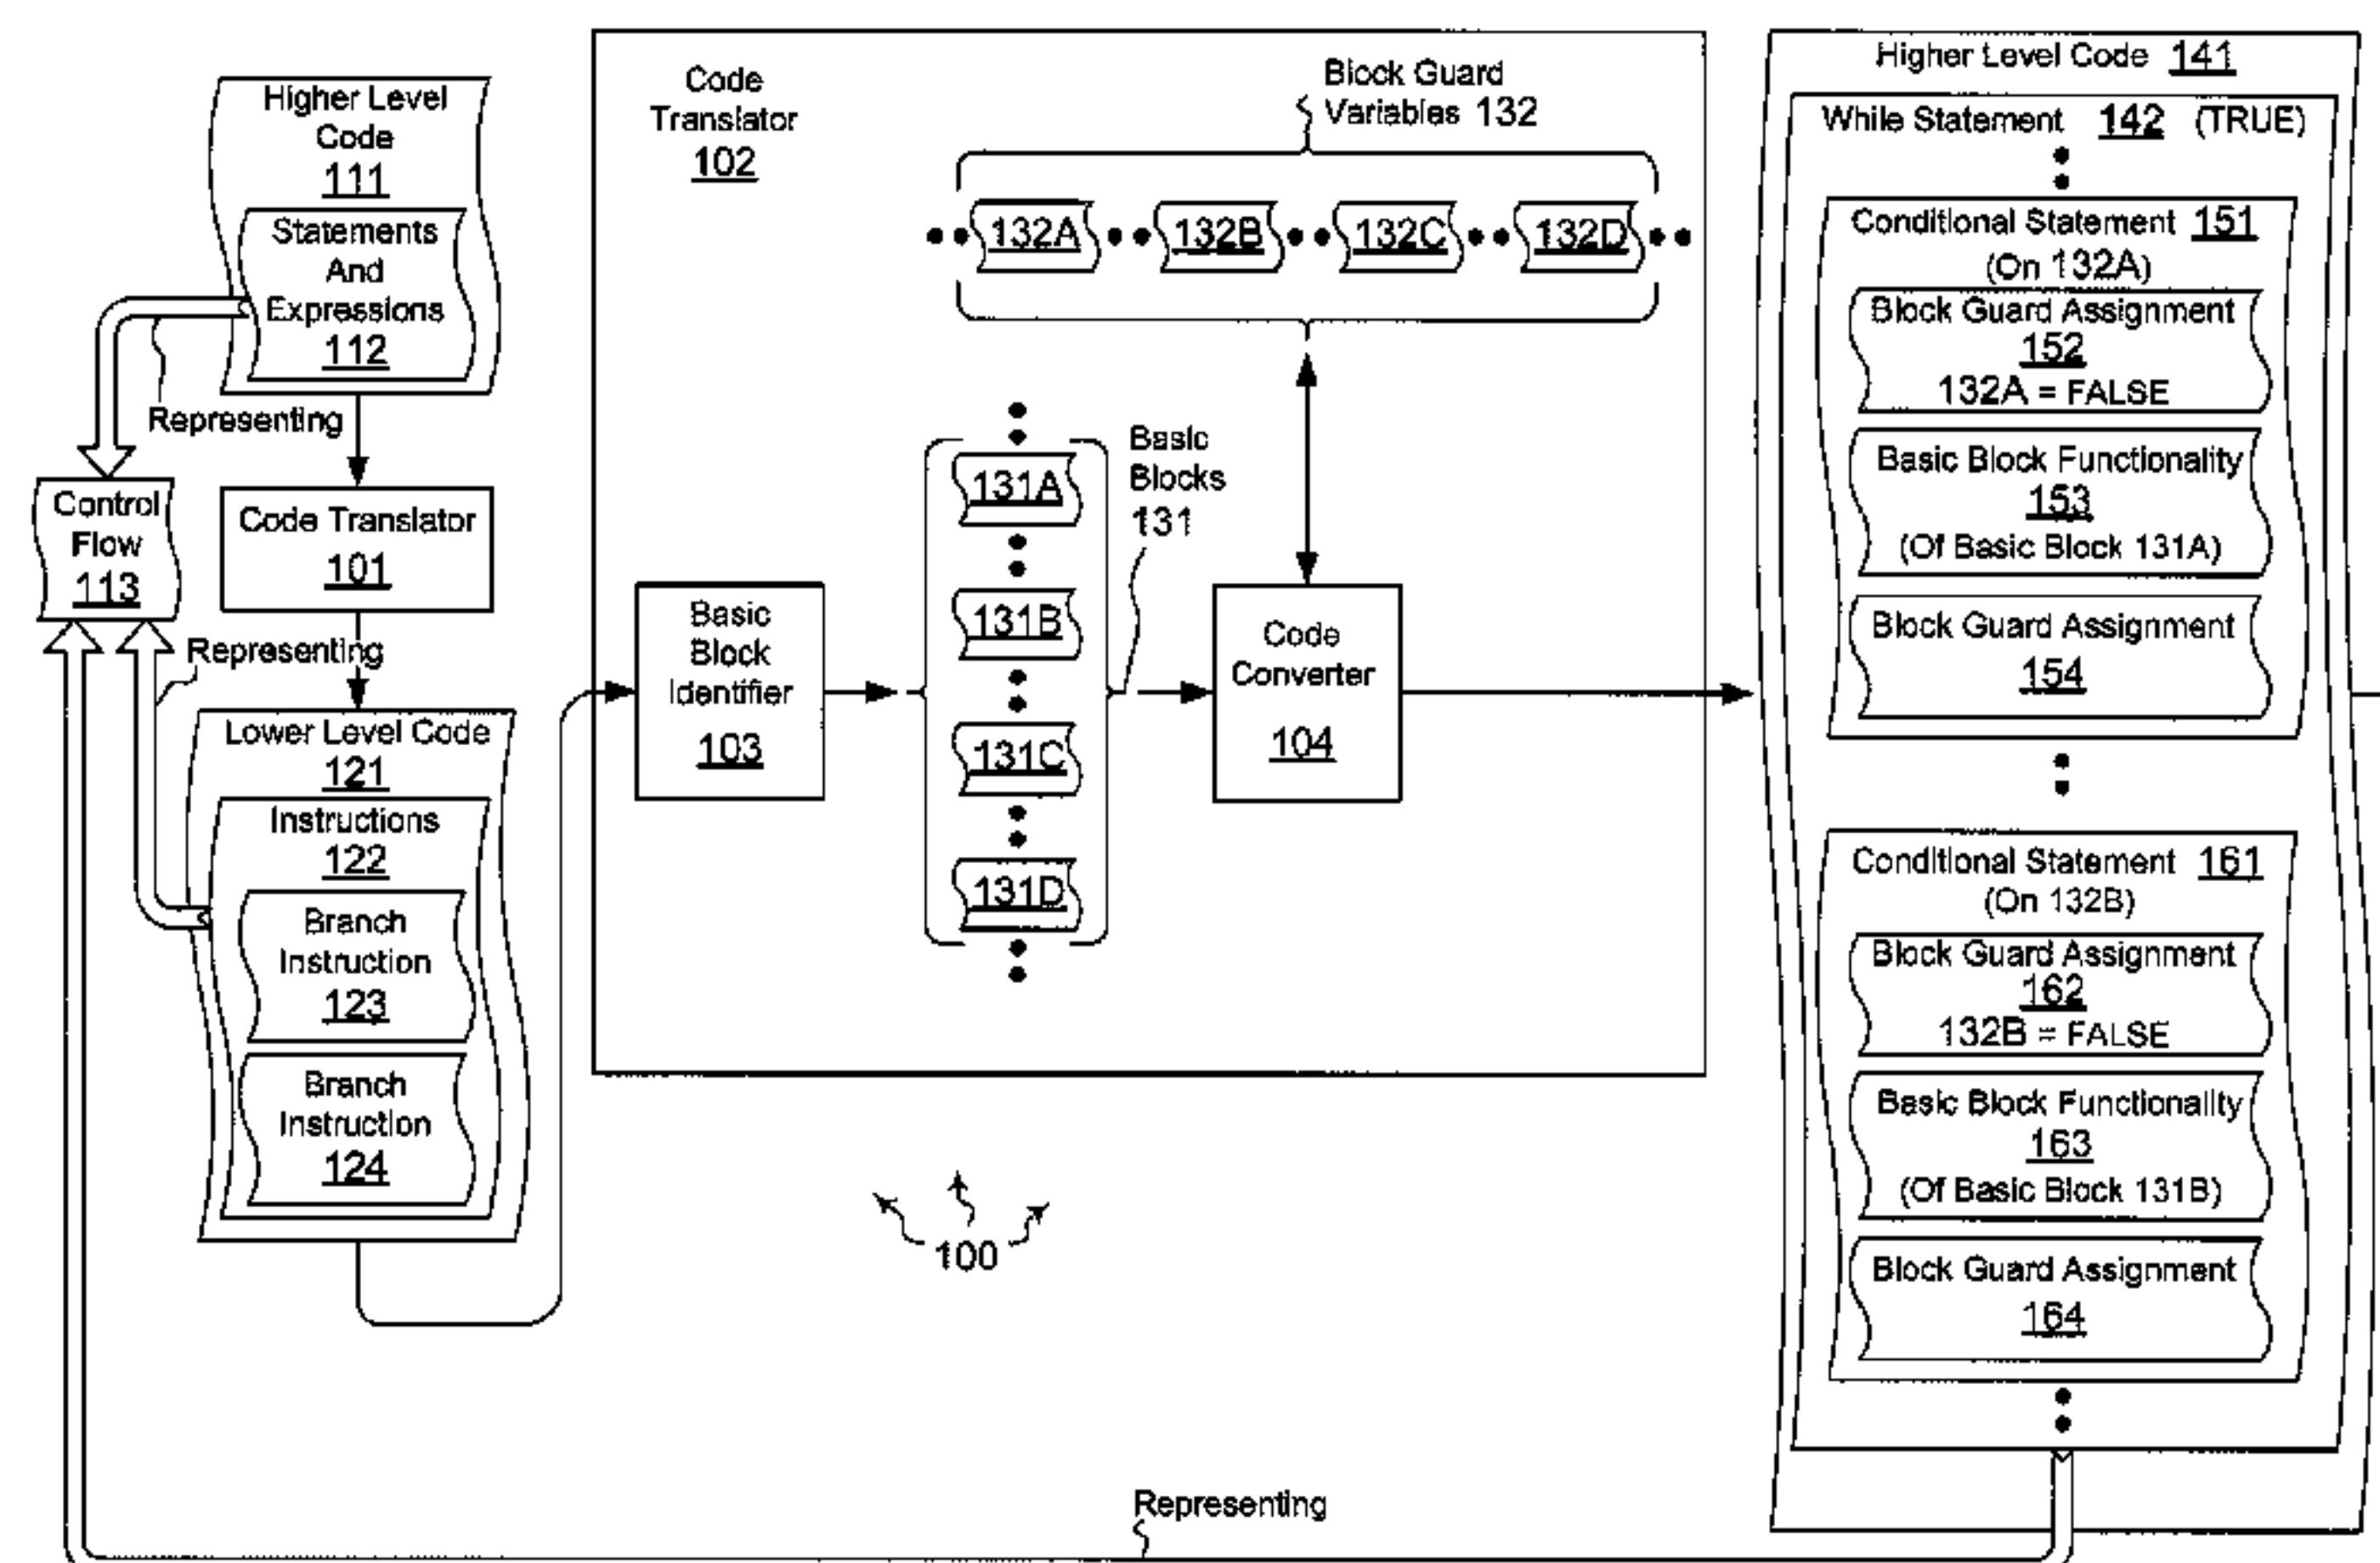 Higher Level
Code
111
Statements
And
Expressions
112
Representing
Control
Flow
113
Code Translator
101
Representing
Lower Level Code
121
Instructions
122
Branch
Instruction
123
Branch
Instruction
124
Code
Translator
102
Block Guard
Variables 132
132A
132B
132C
132D
Basic
Block
Identifier
103
131A
131B
131C
131D
Basic
Blocks
131
Code
Converter
104
100
Higher Level Code 141
While Statement 142 (TRUE)
Conditional Statement 151
(On 132A)
Block Guard Assignment
152
132A = FALSE
Basic Block Functionality
153
(Of Basic Block 131A)
Block Guard Assignment
154
Conditional Statement 161
(On 132B)
Block Guard Assignment
162
132B = FALSE
Basic Block Functionality
163
(Of Basic Block 131B)
Block Guard Assignment
164
Representing